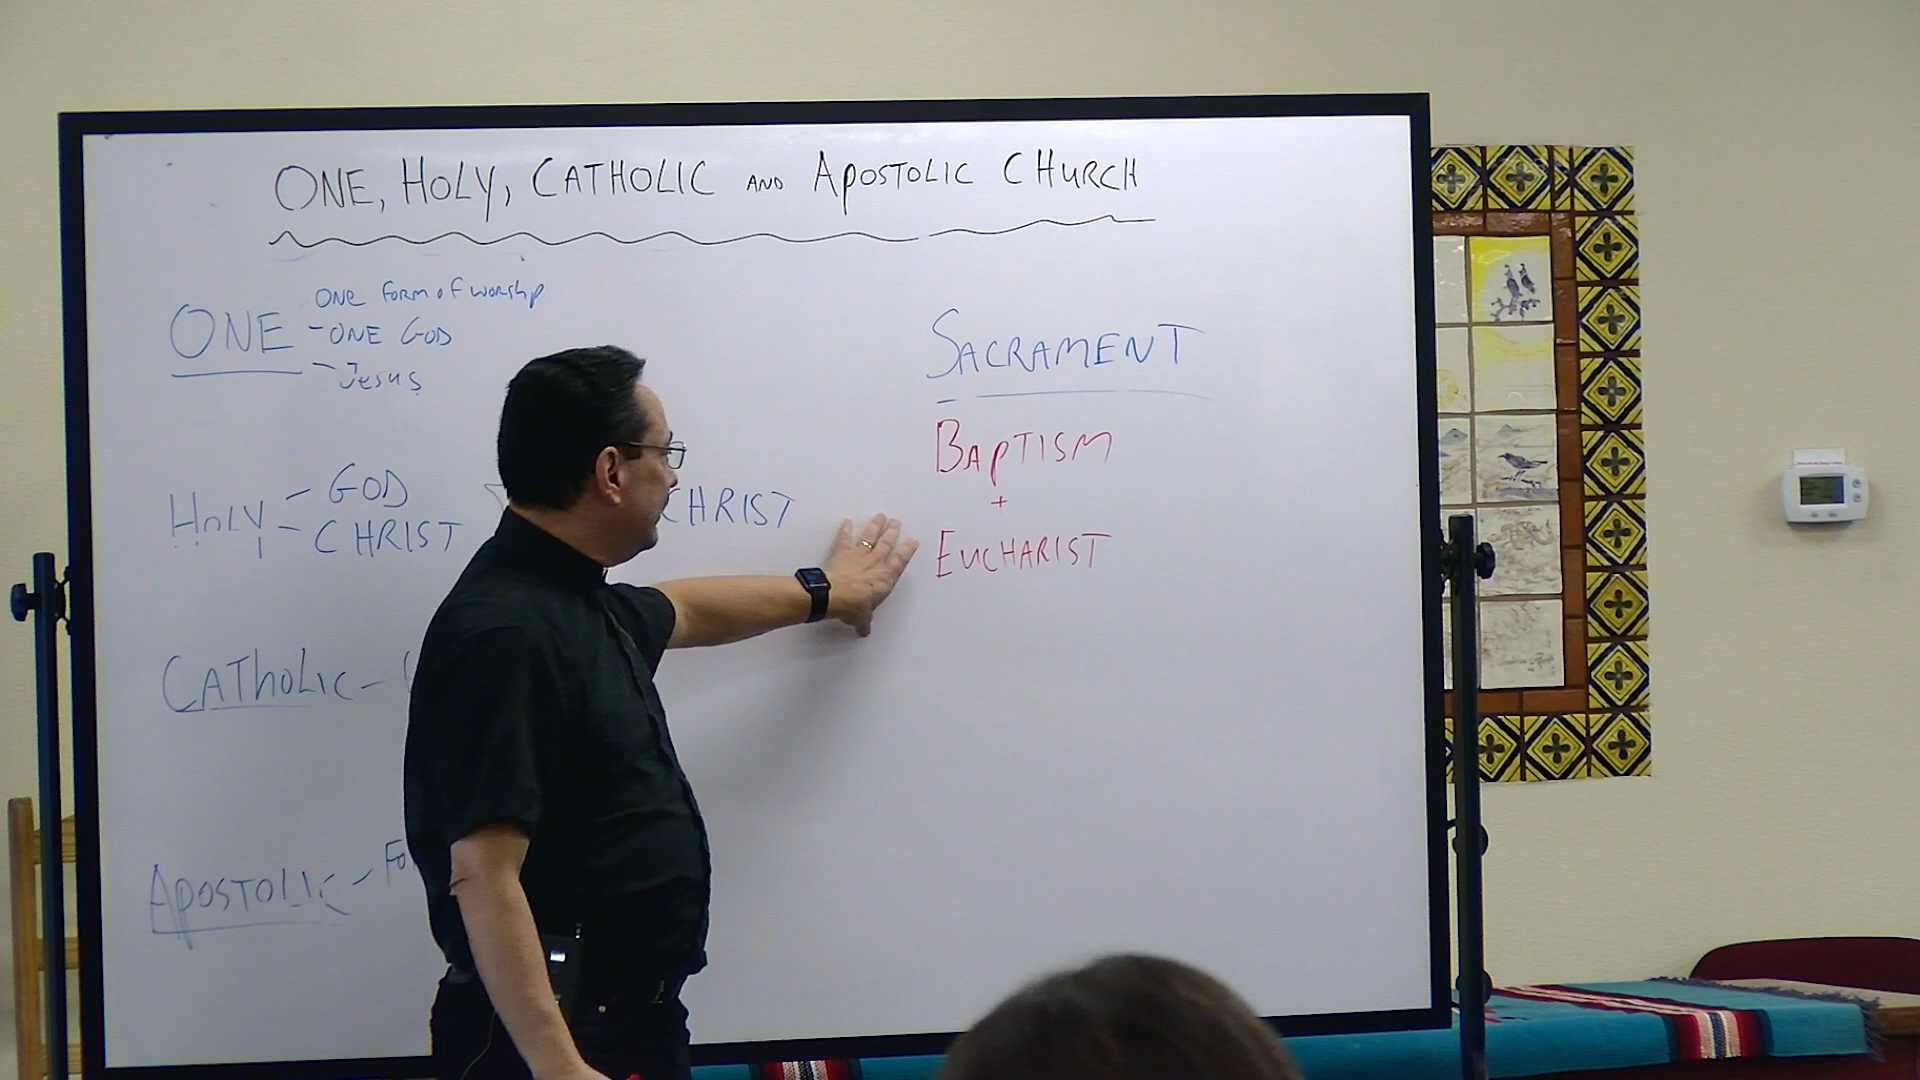 ONE, HOLY, CATHOLIC AND APOSTOLIC CHURCH
ONE form of worship
ONE - ONE GOD
- Jesus
HOLY - GOD
- CHRIST
CHRIST
CATHOLIC -
APOSTOLIC - Fo
SACRAMENT
BAPTISM
+
EUCHARIST